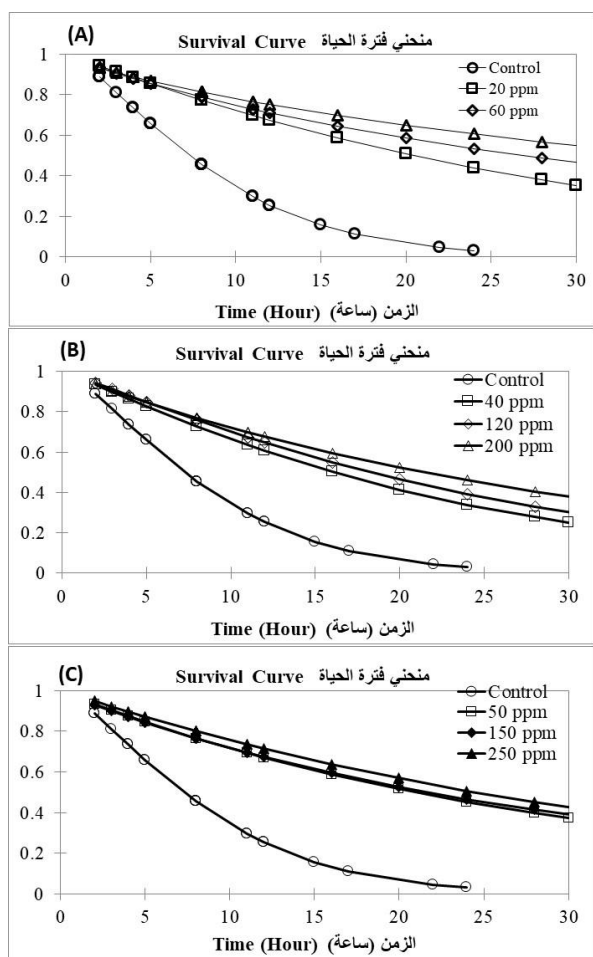 (A)
Survival Curve منحني فترة الحياة
Control
20 ppm
60 ppm
1
0.8
0.6
0.4
0.2
0
0 5 10 15 20 25 30
Time (Hour) الزمن (ساعة)
(B)
Survival Curve منحني فترة الحياة
Control
40 ppm
120 ppm
200 ppm
1
0.8
0.6
0.4
0.2
0
0 5 10 15 20 25 30
Time (Hour) الزمن (ساعة)
(C)
Survival Curve منحني فترة الحياة
Control
50 ppm
150 ppm
250 ppm
1
0.8
0.6
0.4
0.2
0
0 5 10 15 20 25 30
Time (Hour) الزمن (ساعة)